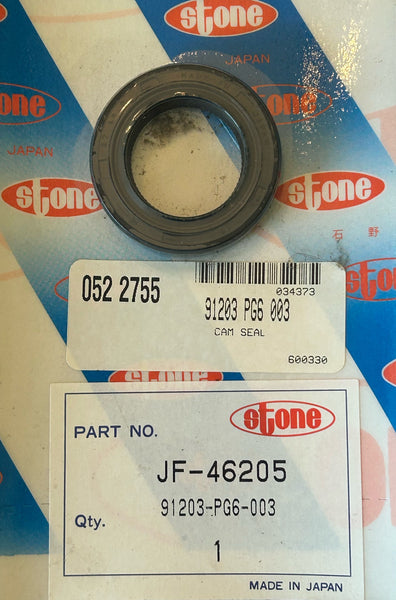 stone
JAPAN
stone
JAPAN
stone
stone
stone
石野
stone
052 2755
034373
91203 PG6 003
CAM SEAL
600330
stone
stone
PART NO.
JF-46205
91203-PG6-003
Qty.
1
MADE IN JAPAN